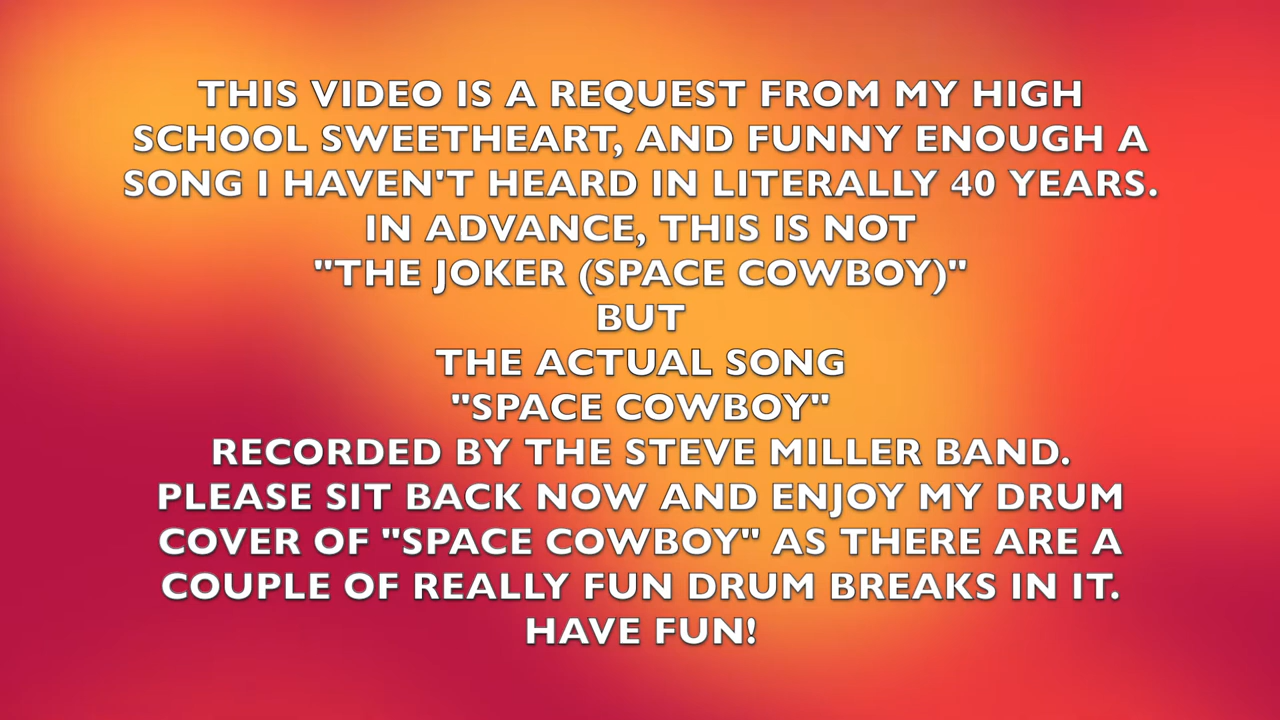 THIS VIDEO IS A REQUEST FROM MY HIGH
SCHOOL SWEETHEART, AND FUNNY ENOUGH A
SONG I HAVEN'T HEARD IN LITERALLY 40 YEARS.
IN ADVANCE, THIS IS NOT
"THE JOKER (SPACE COWBOY)"
BUT
THE ACTUAL SONG
"SPACE COWBOY"
RECORDED BY THE STEVE MILLER BAND.
PLEASE SIT BACK NOW AND ENJOY MY DRUM
COVER OF "SPACE COWBOY" AS THERE ARE A
COUPLE OF REALLY FUN DRUM BREAKS IN IT.
HAVE FUN!